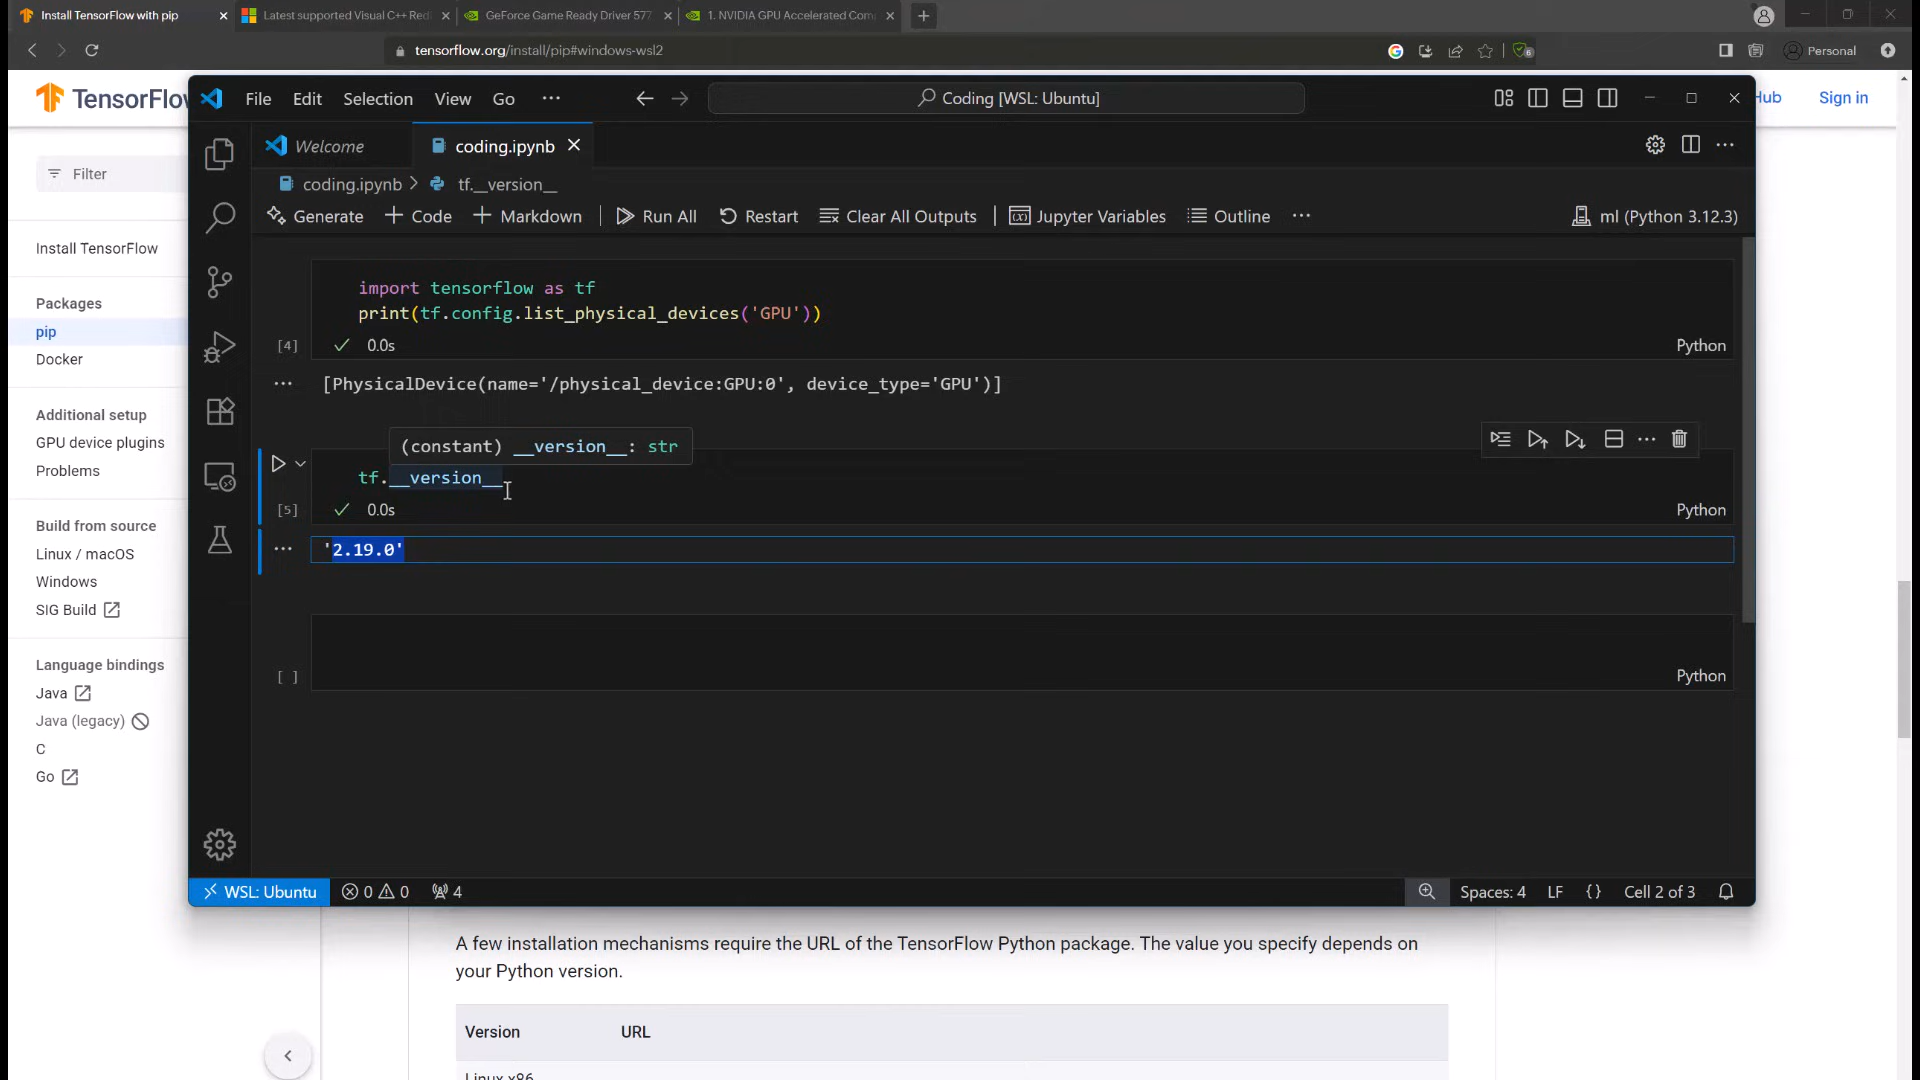 Install TensorFlow with pip
Latest supported Visual C++ Redi
GeForce Game Ready Driver 577
1. NVIDIA GPU Accelerated Com
tensorflow.org/install/pip#windows-wsl2
6
Personal
TensorFlow
Hub
Sign in
File Edit Selection View Go ···
Coding [WSL: Ubuntu]
Welcome
coding.ipynb
coding.ipynb > tf.__version__
Generate + Code + Markdown | Run All Restart Clear All Outputs | Jupyter Variables Outline ···
ml (Python 3.12.3)
Filter
Install TensorFlow
Packages
pip
Docker
Additional setup
GPU device plugins
Problems
Build from source
Linux / macOS
Windows
SIG Build
Language bindings
Java
Java (legacy)
C
Go
import tensorflow as tf
print(tf.config.list_physical_devices('GPU'))
[4]
0.0s
Python
[PhysicalDevice(name='/physical_device:GPU:0', device_type='GPU')]
(constant) __version__: str
tf.__version__
[5]
0.0s
Python
'2.19.0'
[ ]
Python
WSL: Ubuntu
0 0
4
Spaces: 4
LF
{}
Cell 2 of 3
A few installation mechanisms require the URL of the TensorFlow Python package. The value you specify depends on
your Python version.
Version URL
Linux x86